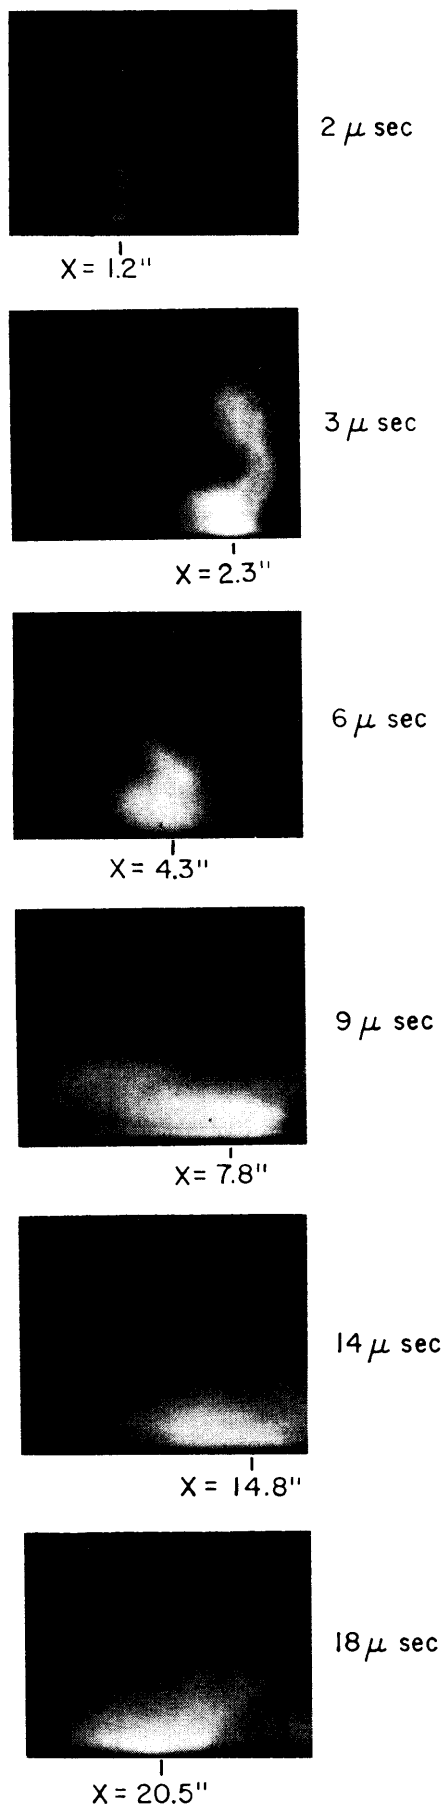 2 μ sec
X = 1.2"
3 μ sec
X = 2.3"
6 μ sec
X = 4.3"
9 μ sec
X = 7.8"
14 μ sec
X = 14.8"
18 μ sec
X = 20.5"